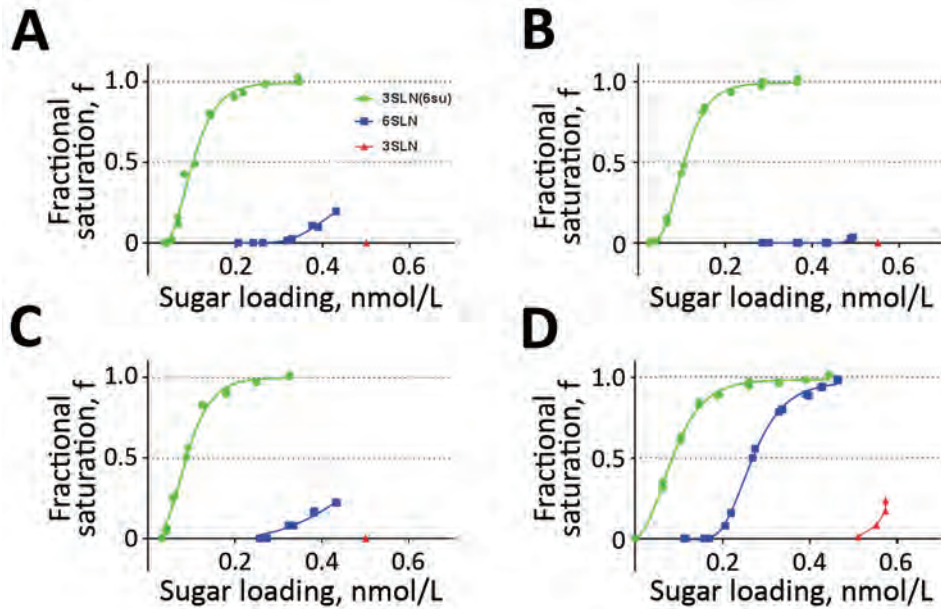 A
Fractional
saturation, f
1.0
0.5
0
3SLN(6su)
6SLN
3SLN
0.2
0.4
0.6
Sugar loading, nmol/L
B
Fractional
saturation, f
1.0
0.5
0
0.2
0.4
0.6
Sugar loading, nmol/L
C
Fractional
saturation, f
1.0
0.5
0
0.2
0.4
0.6
Sugar loading, nmol/L
D
Fractional
saturation, f
1.0
0.5
0
0.2
0.4
0.6
Sugar loading, nmol/L